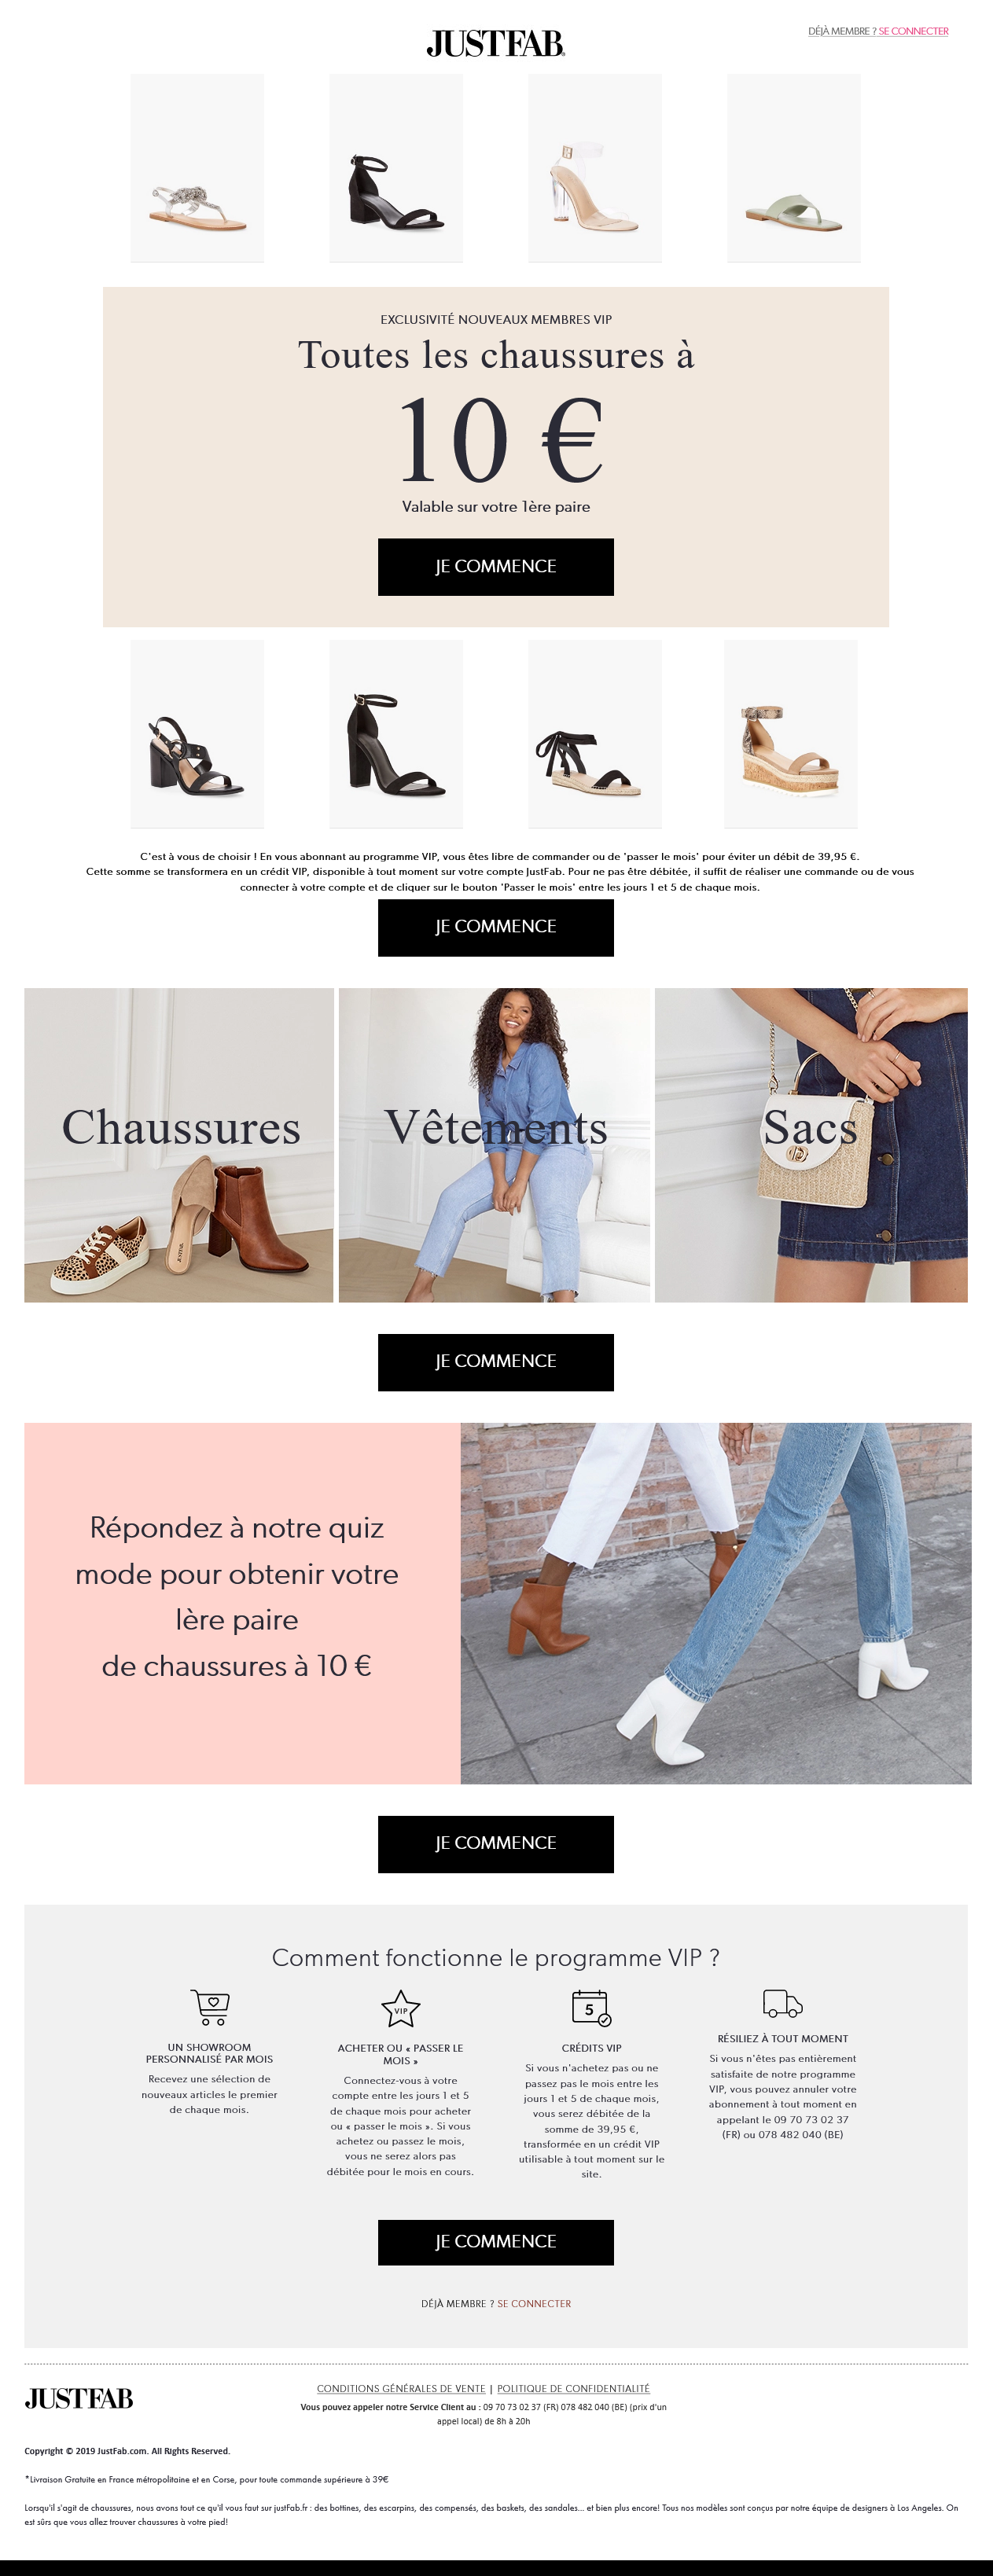 JUSTFAB
DÉJÀ MEMBRE ? SE CONNECTER
EXCLUSIVITÉ NOUVEAUX MEMBRES VIP
Toutes les chaussures à
10 €
Valable sur votre 1ère paire
JE COMMENCE
C'est à vous de choisir ! En vous abonnant au programme VIP, vous êtes libre de commander ou de 'passer le mois' pour éviter un débit de 39,95 €.
Cette somme se transformera en un crédit VIP, disponible à tout moment sur votre compte JustFab. Pour ne pas être débitée, il suffit de réaliser une commande ou de vous
connecter à votre compte et de cliquer sur le bouton 'Passer le mois' entre les jours 1 et 5 de chaque mois.
JE COMMENCE
Chaussures
Vêtements
Sacs
JE COMMENCE
Répondez à notre quiz
mode pour obtenir votre
1ère paire
de chaussures à 10 €
JE COMMENCE
Comment fonctionne le programme VIP ?
UN SHOWROOM
PERSONNALISÉ PAR MOIS
Recevez une sélection de
nouveaux articles le premier
de chaque mois.
VIP
ACHETER OU « PASSER LE
MOIS »
Connectez-vous à votre
compte entre les jours 1 et 5
de chaque mois pour acheter
ou « passer le mois ». Si vous
achetez ou passez le mois,
vous ne serez alors pas
débitée pour le mois en cours.
5
CRÉDITS VIP
Si vous n'achetez pas ou ne
passez pas le mois entre les
jours 1 et 5 de chaque mois,
vous serez débitée de la
somme de 39,95 €,
transformée en un crédit VIP
utilisable à tout moment sur le
site.
RÉSILIEZ À TOUT MOMENT
Si vous n'êtes pas entièrement
satisfaite de notre programme
VIP, vous pouvez annuler votre
abonnement à tout moment en
appelant le 09 70 73 02 37
(FR) ou 078 482 040 (BE)
JE COMMENCE
DÉJÀ MEMBRE ? SE CONNECTER
JUSTFAB
CONDITIONS GÉNÉRALES DE VENTE | POLITIQUE DE CONFIDENTIALITÉ
Vous pouvez appeler notre Service Client au : 09 70 73 02 37 (FR) 078 482 040 (BE) (prix d'un
appel local) de 8h à 20h
Copyright © 2019 JustFab.com. All Rights Reserved.
*Livraison Gratuite en France métropolitaine et en Corse, pour toute commande supérieure à 39€
Lorsqu'il s'agit de chaussures, nous avons tout ce qu'il vous faut sur justFab.fr : des bottines, des escarpins, des compensés, des baskets, des sandales... et bien plus encore! Tous nos modèles sont conçus par notre équipe de designers à Los Angeles. On
est sûrs que vous allez trouver chaussures à votre pied!